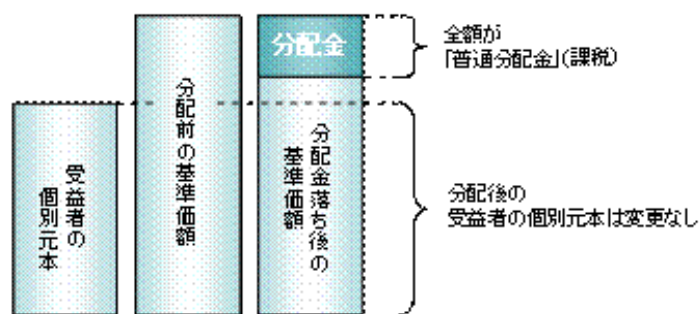 受益者の
個別元本
分配前の基準価額
分配金
分配金落ち後の
基準価額
全額が
「普通分配金」(課税)
分配後の
受益者の個別元本は変更なし